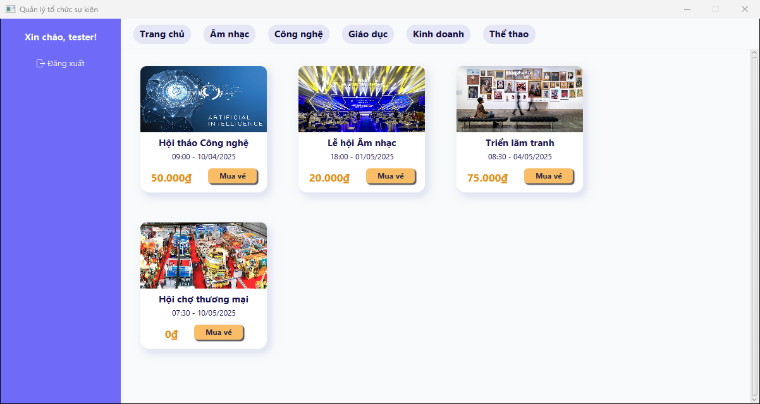 Quản lý tổ chức sự kiện
Xin chào, tester!
Đăng xuất
Trang chủ Âm nhạc Công nghệ Giáo dục Kinh doanh Thể thao
ARTIFICIAL
INTELLIGENCE
Hội thảo Công nghệ
09:00 - 10/04/2025
50.000₫ Mua vé
Lễ hội Âm nhạc
18:00 - 01/05/2025
20.000₫ Mua vé
Triển lãm tranh
08:30 - 04/05/2025
75.000₫ Mua vé
Hội chợ thương mại
07:30 - 10/05/2025
0₫ Mua vé